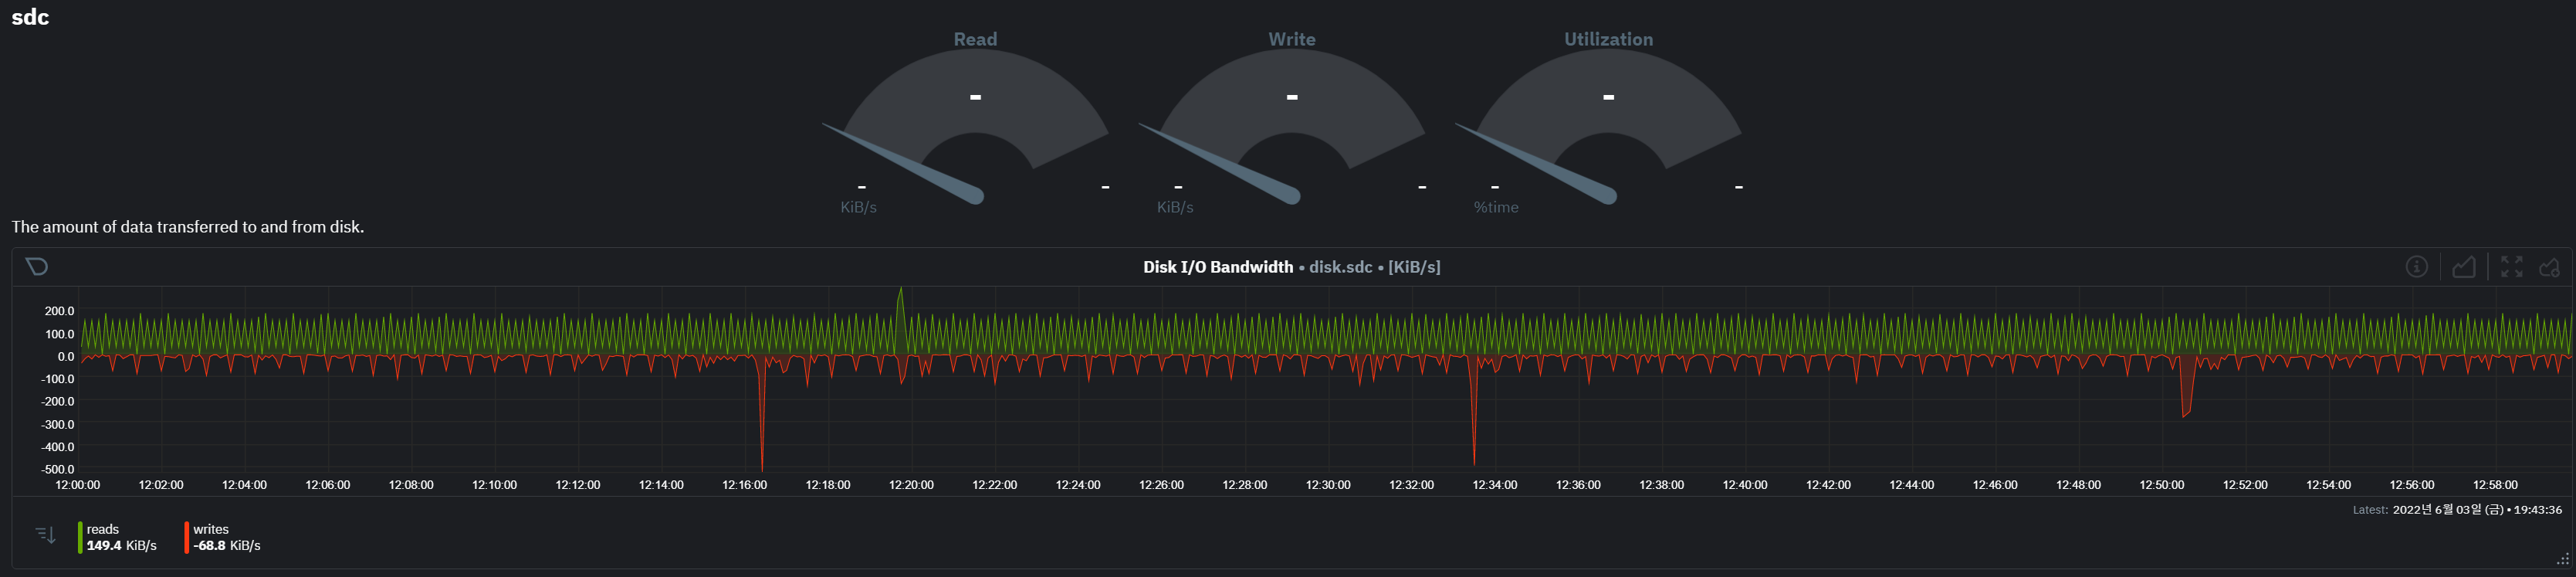 sdc
Read
Write
Utilization
-
-
-
- -
- -
- -
KiB/s
KiB/s
%time
The amount of data transferred to and from disk.
Disk I/O Bandwidth • disk.sdc • [KiB/s]
200.0
100.0
0.0
-100.0
-200.0
-300.0
-400.0
-500.0
12:00:00 12:02:00 12:04:00 12:06:00 12:08:00 12:10:00 12:12:00 12:14:00 12:16:00 12:18:00 12:20:00 12:22:00 12:24:00 12:26:00 12:28:00 12:30:00 12:32:00 12:34:00 12:36:00 12:38:00 12:40:00 12:42:00 12:44:00 12:46:00 12:48:00 12:50:00 12:52:00 12:54:00 12:56:00 12:58:00
Latest: 2022년 6월 03일 (금) • 19:43:36
reads
149.4 KiB/s
writes
-68.8 KiB/s